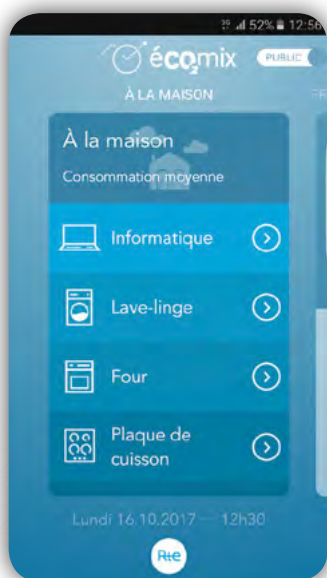 52% 12:56
éco2mix PUBLIC
À LA MAISON
À la maison
Consommation moyenne
Informatique
Lave-linge
Four
Plaque de
cuisson
Lundi 16.10.2017 — 12h30
Rte